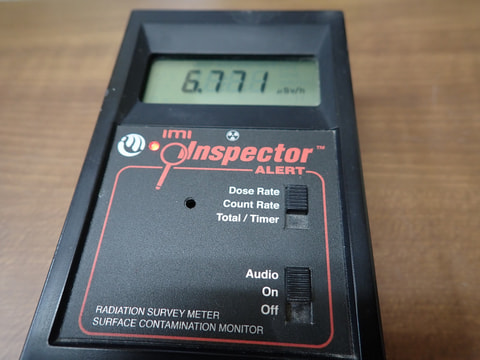 6.771 µSv/h
imi
Inspector™
ALERT
Dose Rate
Count Rate
Total / Timer
Audio
On
Off
RADIATION SURVEY METER
SURFACE CONTAMINATION MONITOR